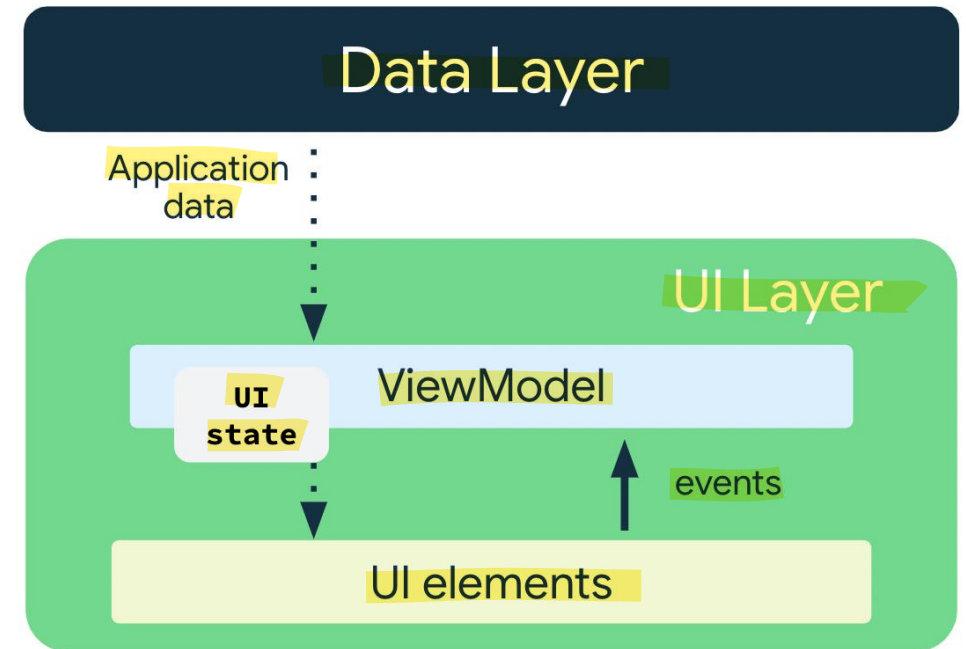 Data Layer
Application
data
UI Layer
ViewModel
UI
state
events
UI elements